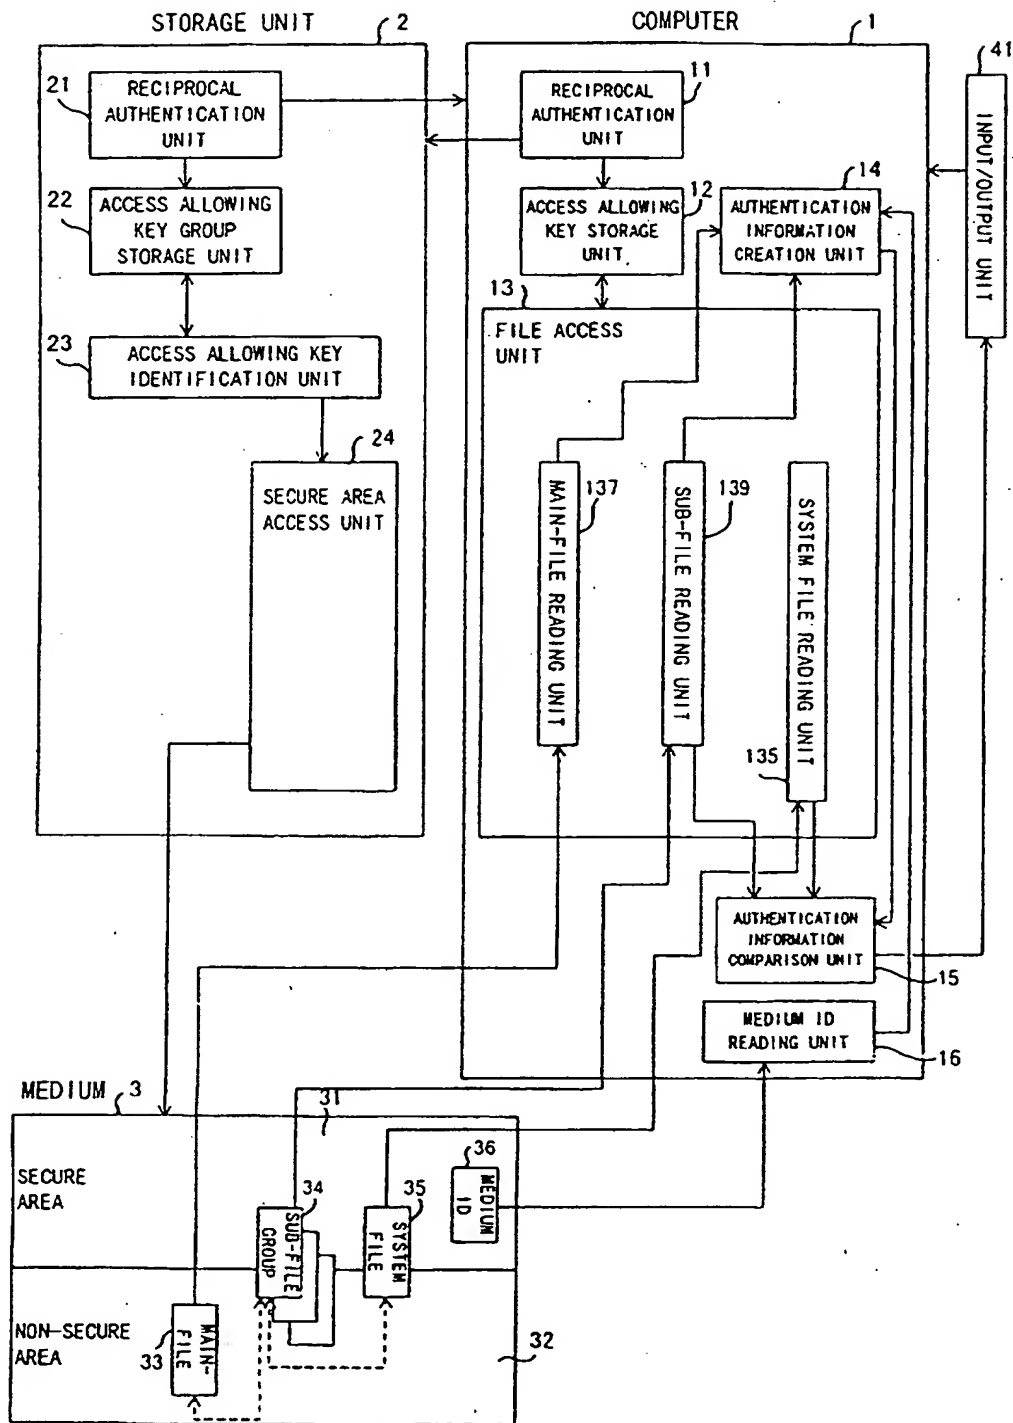 STORAGE UNIT
2
COMPUTER
1
41
21
RECIPROCAL
AUTHENTICATION
UNIT
11
RECIPROCAL
AUTHENTICATION
UNIT
INPUT/OUTPUT UNIT
22
ACCESS ALLOWING
KEY GROUP
STORAGE UNIT
12
ACCESS ALLOWING
KEY STORAGE
UNIT
14
AUTHENTICATION
INFORMATION
CREATION UNIT
13
FILE ACCESS
UNIT
23
ACCESS ALLOWING KEY
IDENTIFICATION UNIT
24
SECURE AREA
ACCESS UNIT
MAIN-FILE READING UNIT
137
SUB-FILE READING UNIT
139
SYSTEM FILE READING UNIT
135
AUTHENTICATION
INFORMATION
COMPARISON UNIT
15
MEDIUM ID
READING UNIT
16
MEDIUM
3
31
SECURE
AREA
34
SUB-FILE
GROUP
35
SYSTEM
FILE
36
MEDIUM
ID
NON-SECURE
AREA
33
MAIN-
FILE
32